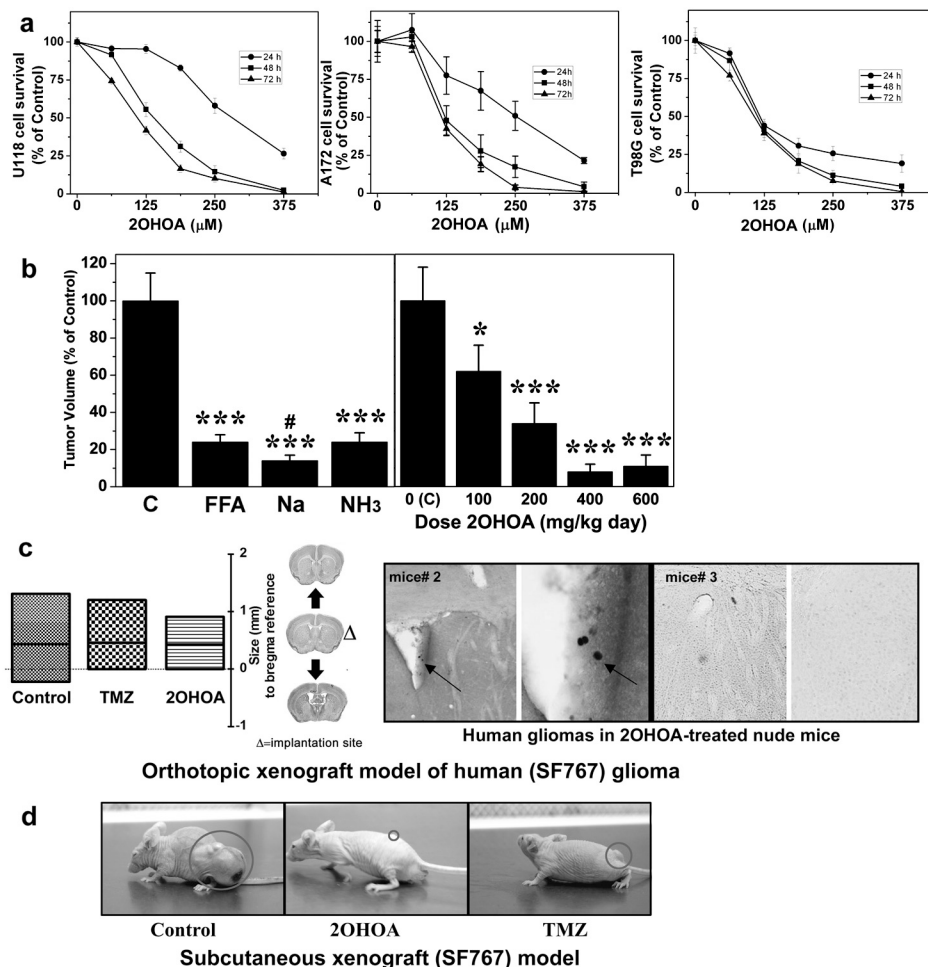 a
U118 cell survival
(% of Control)
100
75
50
25
0
24 h
48 h
72 h
0 125 250 375
2OHOA (μM)
A172 cell survival
(% of Control)
100
75
50
25
0
24h
48h
72h
0 125 250 375
2OHOA (μM)
T98G cell survival
(% of Control)
100
75
50
25
0
24 h
48 h
72 h
0 125 250 375
2OHOA (μM)
b
Tumor Volume (% of Control)
120
100
80
60
40
20
0
***
#
***
***
*
***
***
***
C FFA Na NH3
0 (C) 100 200 400 600
Dose 2OHOA (mg/kg day)
c
Control TMZ 2OHOA
2
1
0
-1
Size (mm)
to bregma reference
Δ
Δ=implantation site
mice# 2
mice# 3
Human gliomas in 2OHOA-treated nude mice
Orthotopic xenograft model of human (SF767) glioma
d
Control 2OHOA TMZ
Subcutaneous xenograft (SF767) model